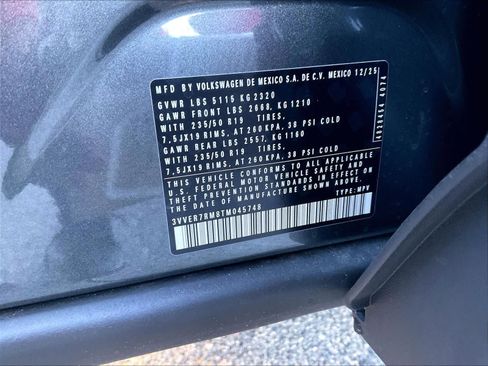 MFD BY VOLKSWAGEN DE MEXICO S.A. DE C.V. MEXICO 12/25
GVWR LBS 5115 KG2320
GAWR FRONT LBS 2668, KG1210
WITH 235/50 R19 TIRES,
7,5JX19 RIMS, AT 260KPA, 38 PSI COLD
GAWR REAR LBS 2557, KG1160
WITH 235/50 R19 TIRES,
7,5JX19 RIMS, AT 260KPA, 38 PSI COLD
THIS VEHICLE CONFORMS TO ALL APPLICABLE
U.S. FEDERAL MOTOR VEHICLE SAFETY AND
THEFT PREVENTION STANDARDS IN EFFECT ON
THE DATE OF MANUFACTURE SHOWN ABOVE.
TYPE: MPV
3VVER7RM8TM045748